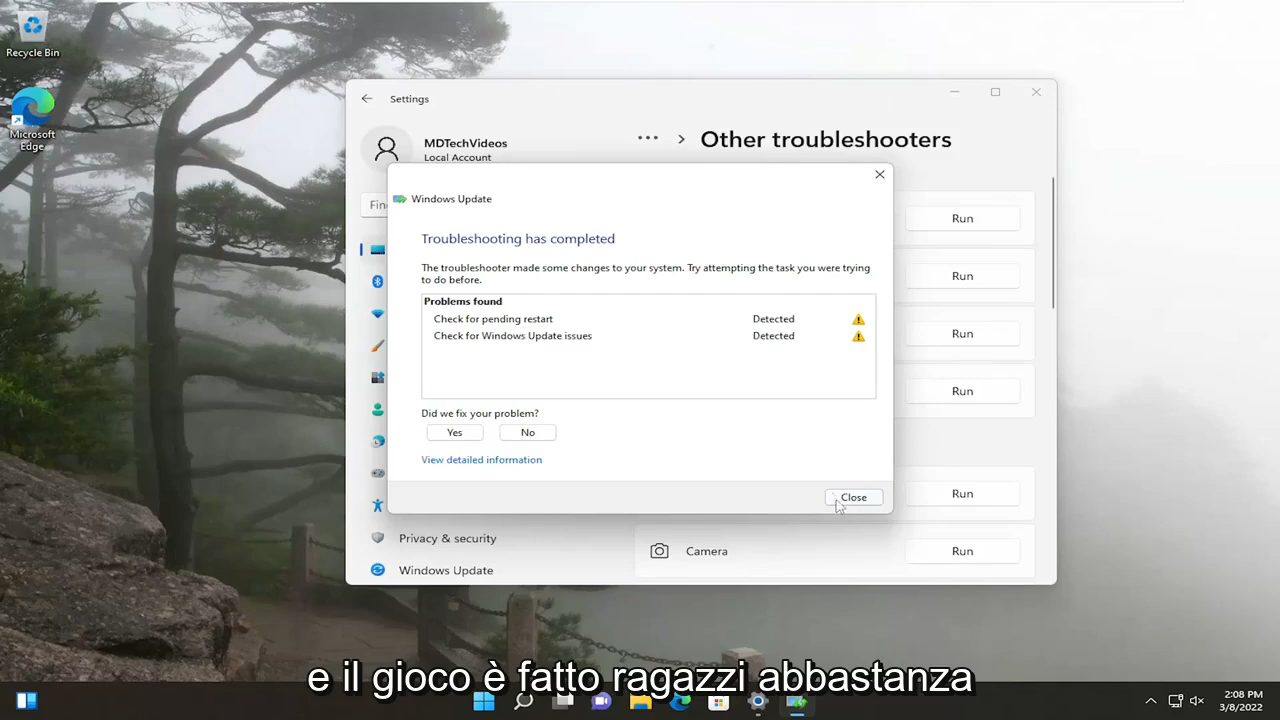 Recycle Bin
Microsoft
Edge
Settings
MDTechVideos
Local Account
Other troubleshooters
Windows Update
Troubleshooting has completed
The troubleshooter made some changes to your system. Try attempting the task you were trying
to do before.
Problems found
Check for pending restart Detected
Check for Windows Update issues Detected
Did we fix your problem?
Yes No
View detailed information
Close
Run
Run
Run
Run
Run
Privacy & security
Camera Run
Windows Update
e il gioco è fatto ragazzi abbastanza
2:08 PM
3/8/2022